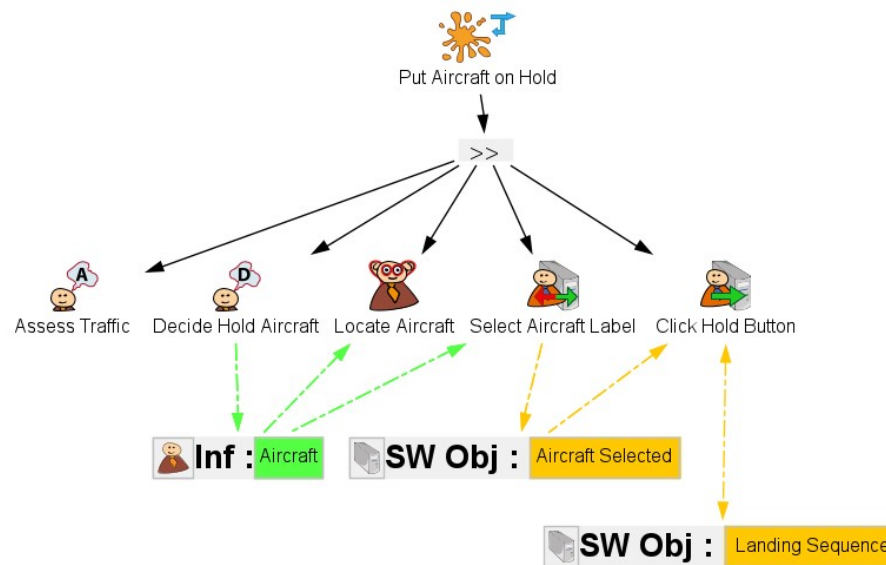 Put Aircraft on Hold
>>
A
D
Assess Traffic
Decide Hold Aircraft
Locate Aircraft
Select Aircraft Label
Click Hold Button
Inf : Aircraft
SW Obj : Aircraft Selected
SW Obj : Landing Sequence